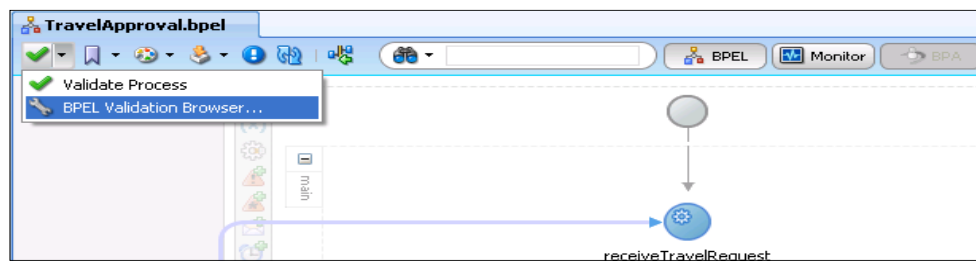 TravelApproval.bpel
BPEL Monitor BPA
Validate Process
BPEL Validation Browser...
(x)
main
receiveTravelRequest